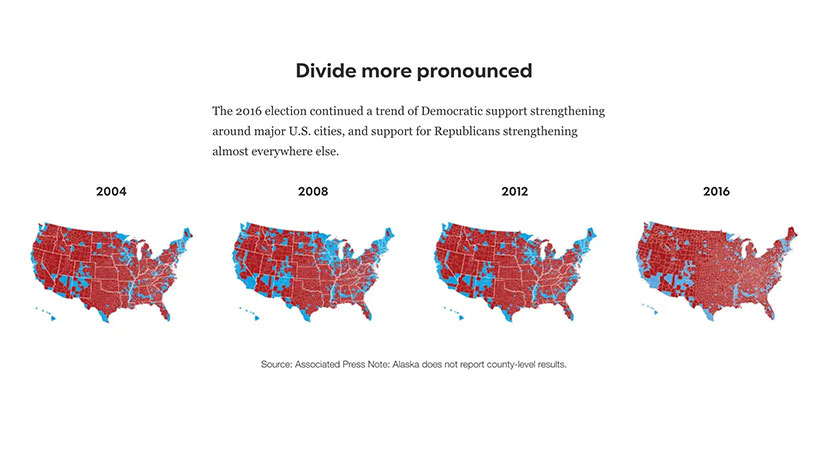 Divide more pronounced
The 2016 election continued a trend of Democratic support strengthening
around major U.S. cities, and support for Republicans strengthening
almost everywhere else.
2004 2008 2012 2016
Source: Associated Press Note: Alaska does not report county-level results.